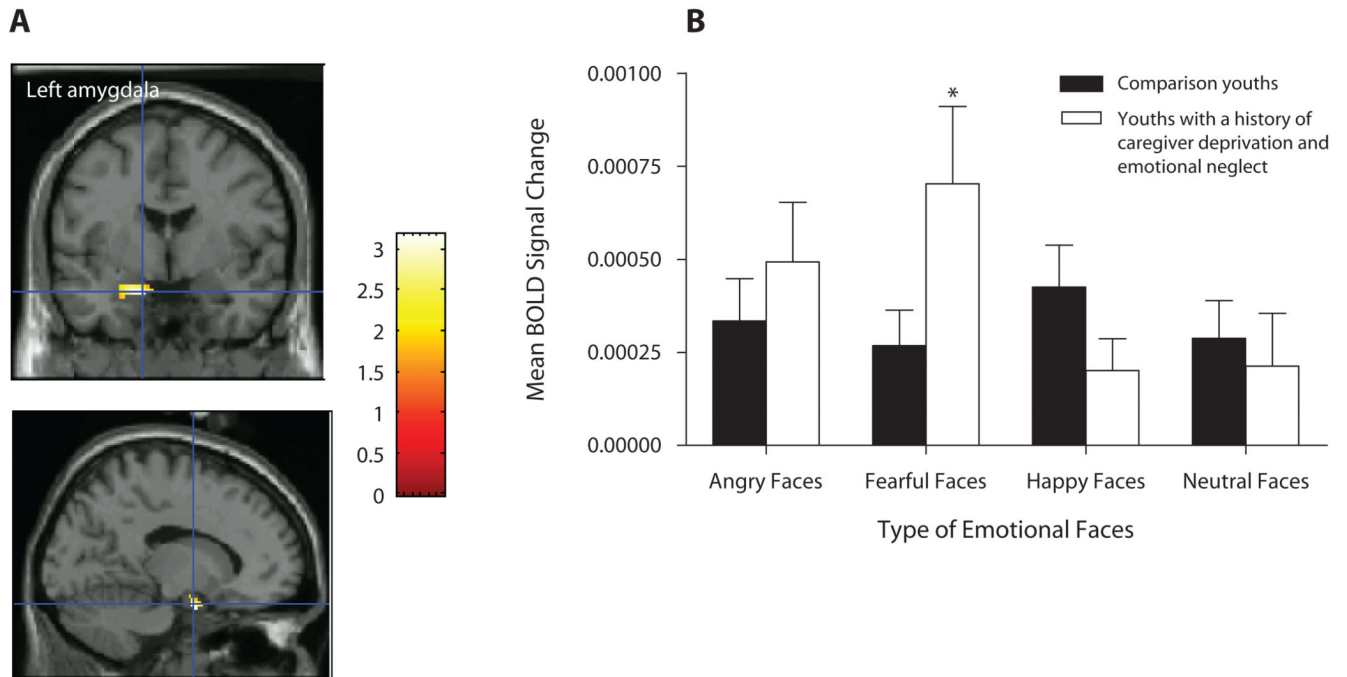 A
Left amygdala
3
2.5
2
1.5
1
0.5
0
B
Mean BOLD Signal Change
0.00100
0.00075
0.00050
0.00025
0.00000
*
Comparison youths
Youths with a history of
caregiver deprivation and
emotional neglect
Angry Faces
Fearful Faces
Happy Faces
Neutral Faces
Type of Emotional Faces